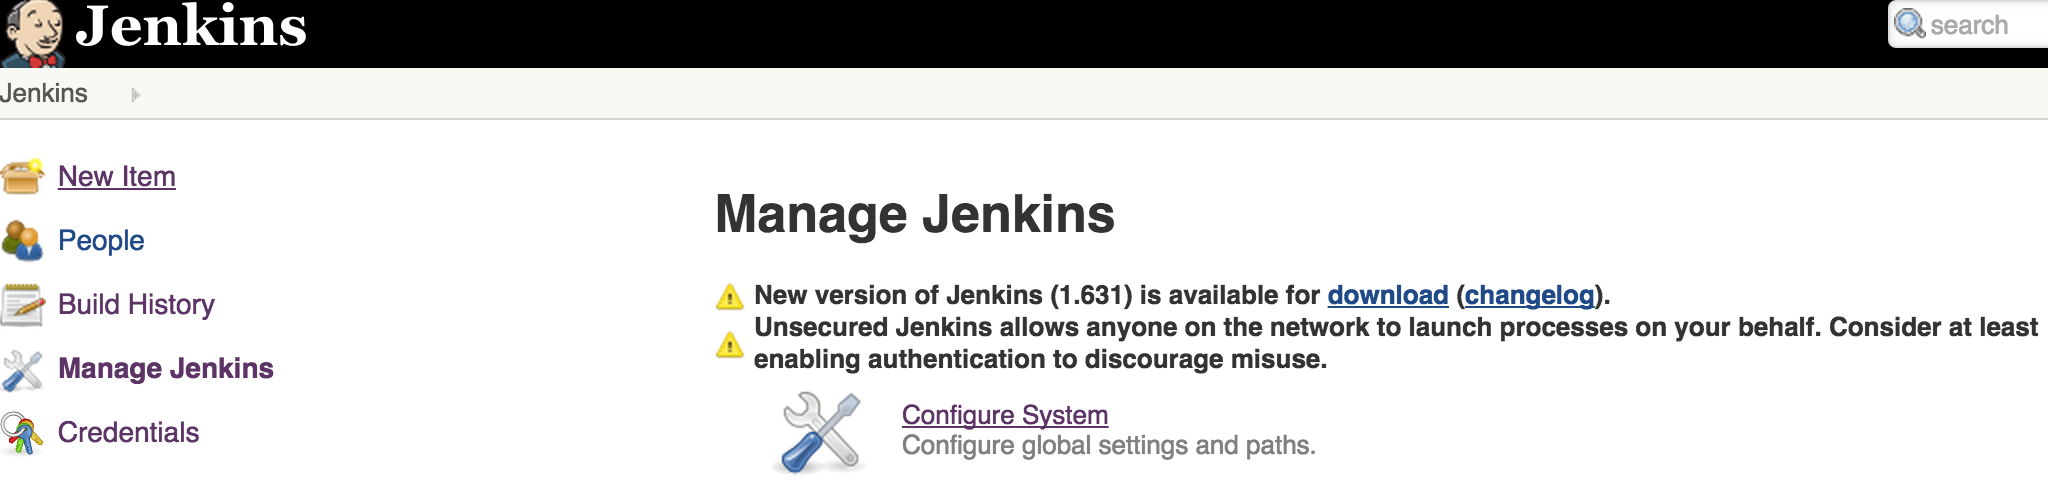 Jenkins
search
Jenkins
New Item
People
Build History
Manage Jenkins
Credentials
Manage Jenkins
New version of Jenkins (1.631) is available for download (changelog).
Unsecured Jenkins allows anyone on the network to launch processes on your behalf. Consider at least
enabling authentication to discourage misuse.
Configure System
Configure global settings and paths.